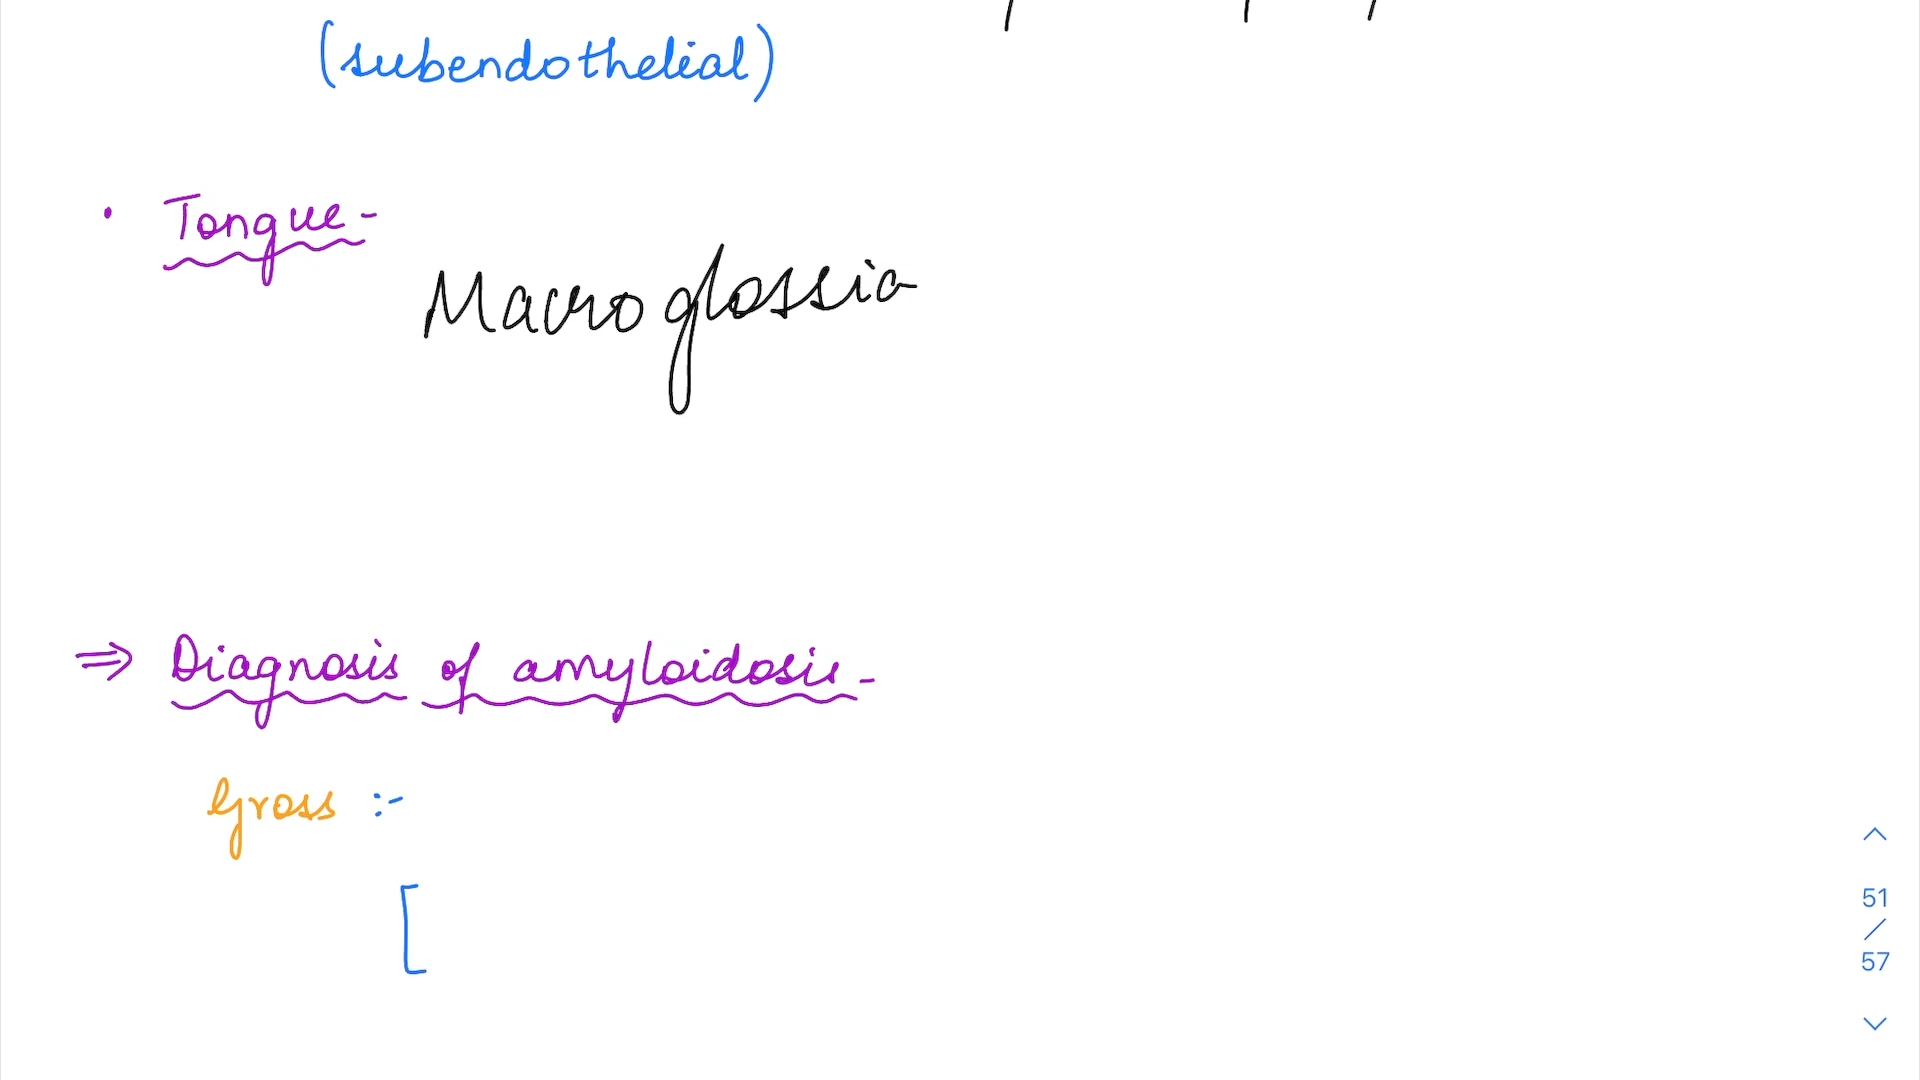 (subendothelial)
• Tongue -
Macroglossia
⇒ Diagnosis of amyloidosis -
Gross :-
[
51
/
57